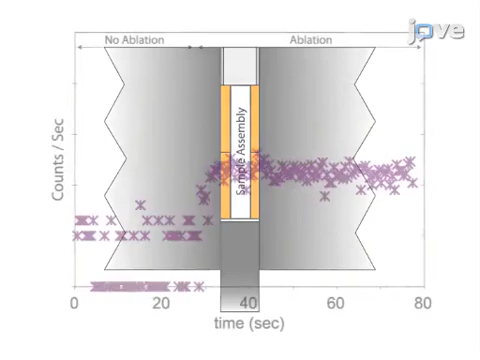 jove
No Ablation
Ablation
Counts / Sec
Sample Assembly
0
20
40
60
80
time (sec)